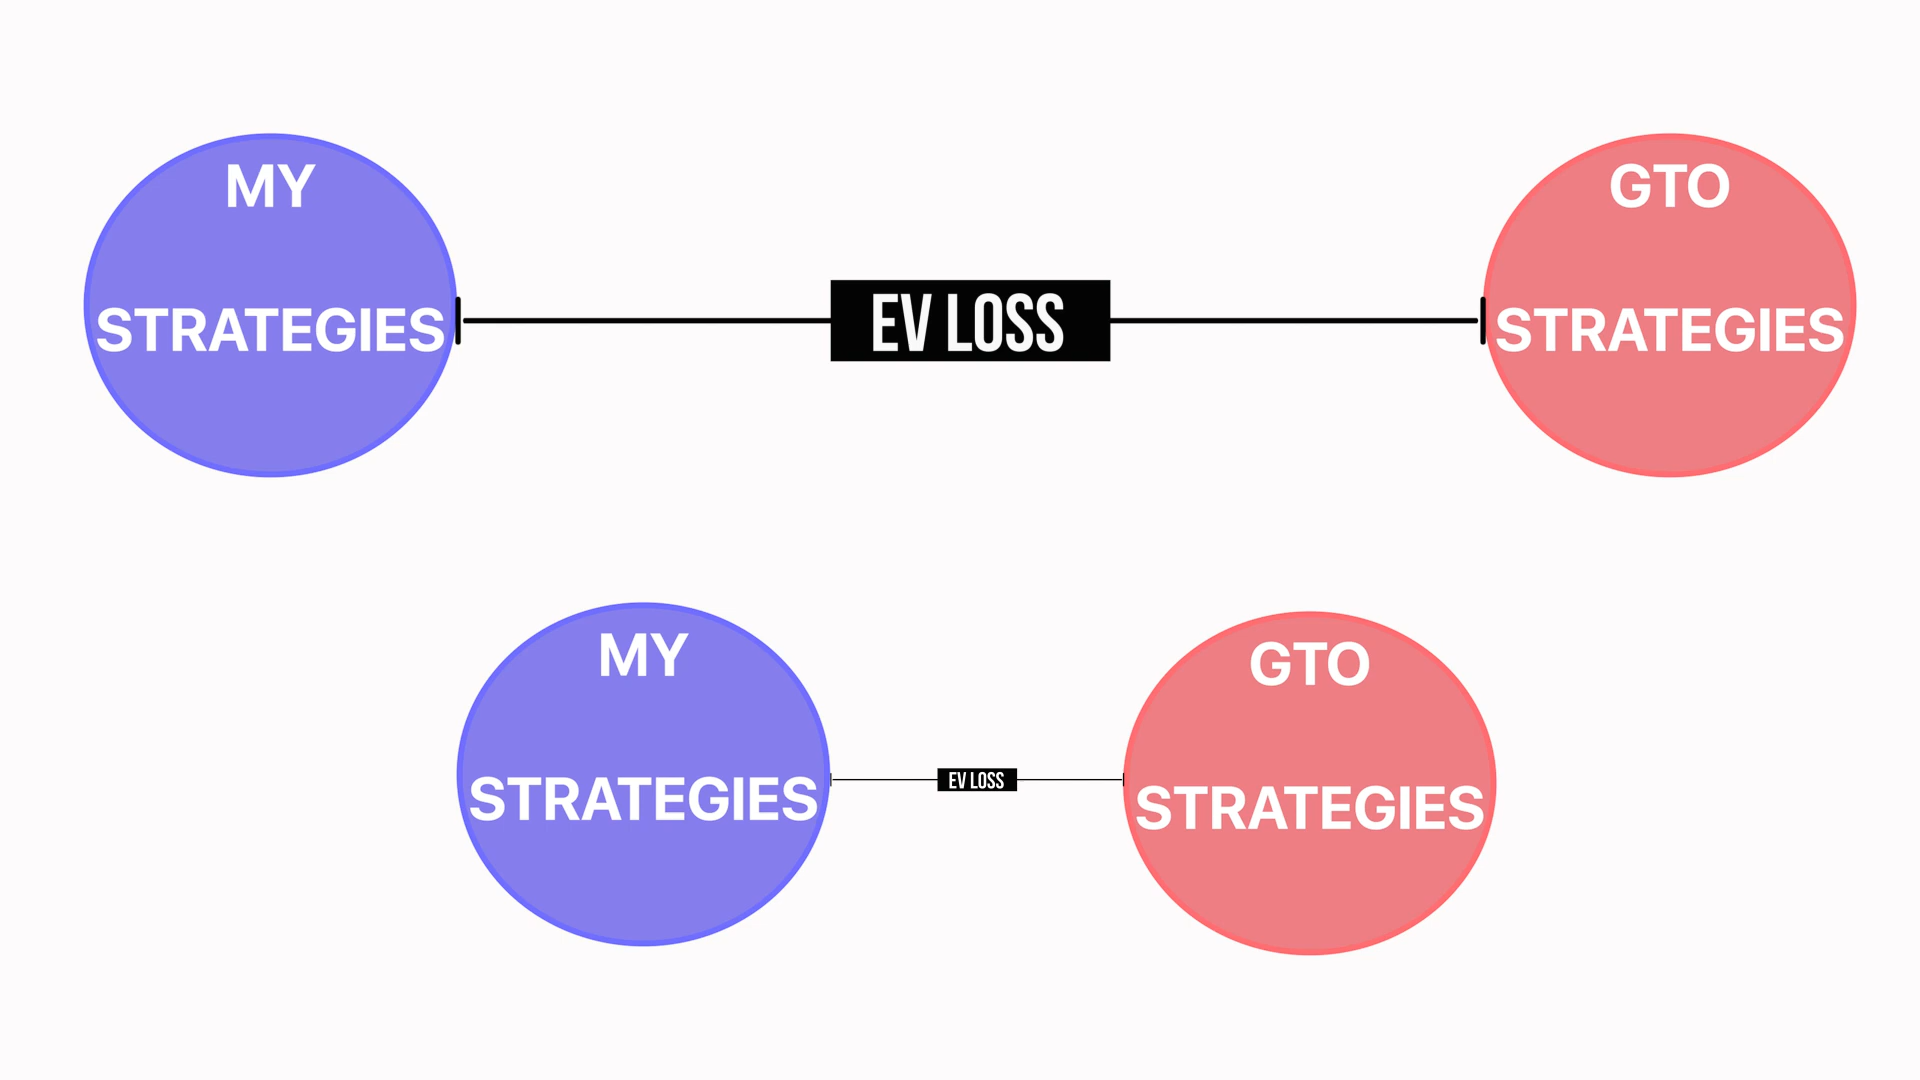 MY
STRATEGIES
EV LOSS
GTO
STRATEGIES
MY
STRATEGIES
EV LOSS
GTO
STRATEGIES